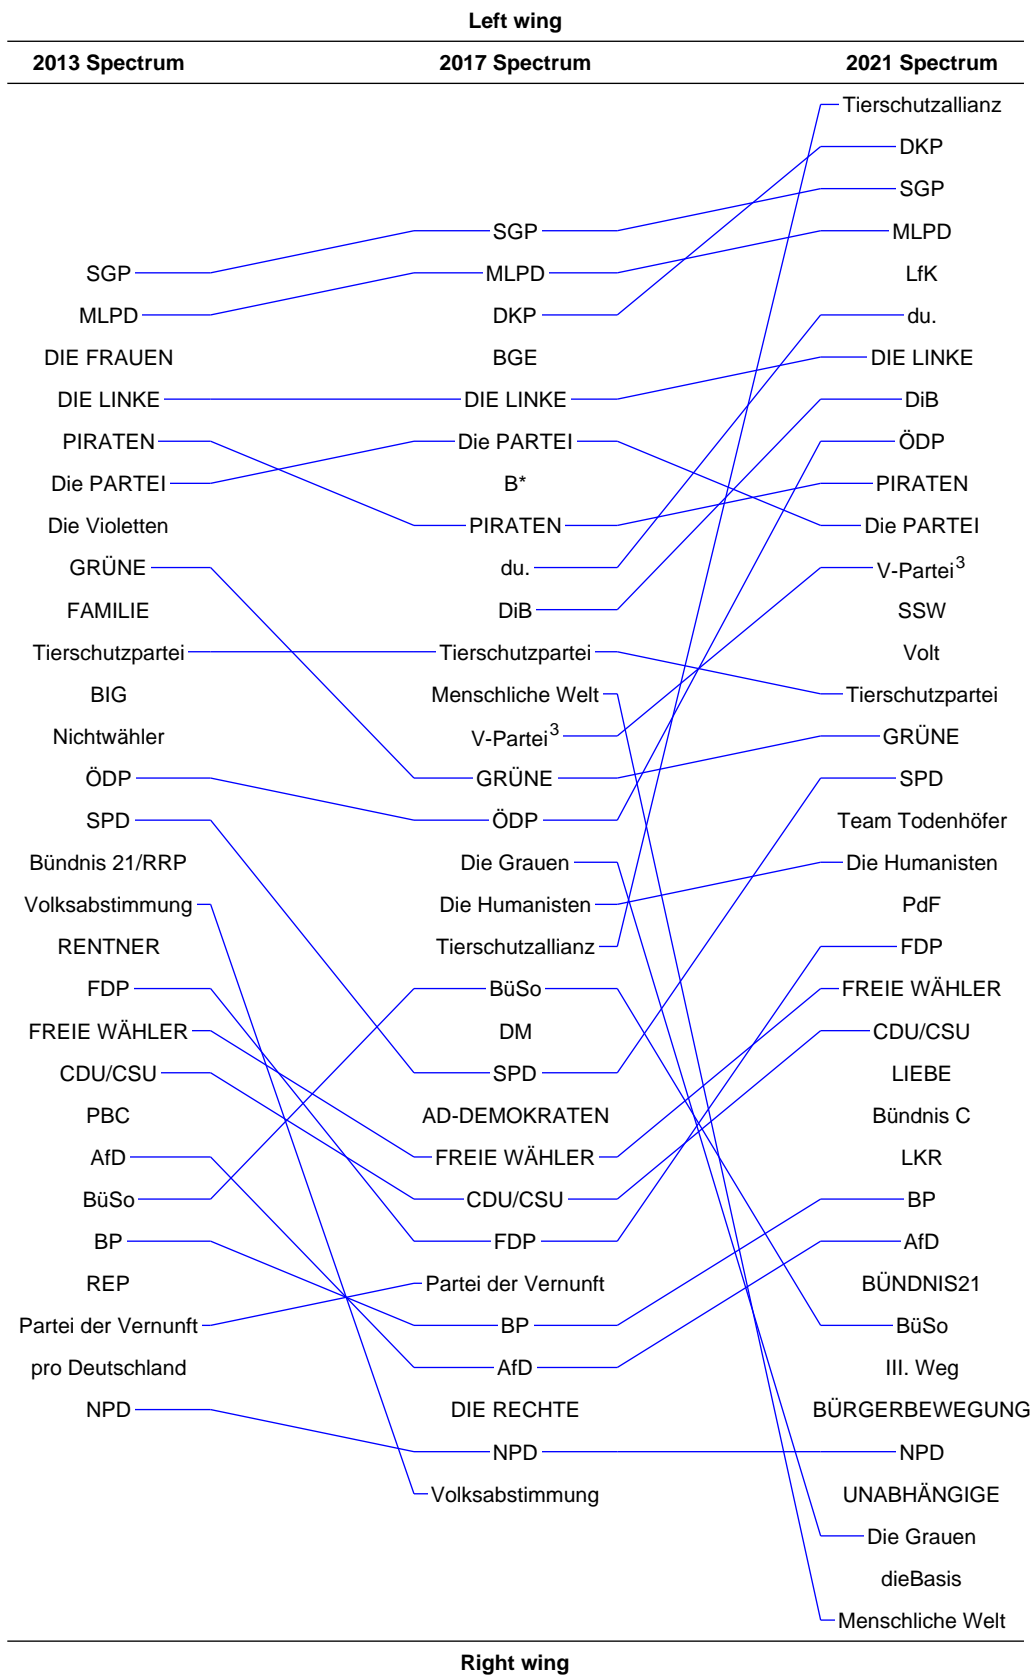 Left wing
2013 Spectrum 2017 Spectrum 2021 Spectrum
Tierschutzallianz
DKP
SGP
SGP MLPD
SGP MLPD LfK
MLPD DKP du.
DIE FRAUEN BGE DIE LINKE
DIE LINKE DIE LINKE DiB
PIRATEN Die PARTEI ÖDP
Die PARTEI B* PIRATEN
Die Violetten PIRATEN Die PARTEI
GRÜNE du. V-Partei³
FAMILIE DiB SSW
Tierschutzpartei Tierschutzpartei Volt
BIG Menschliche Welt Tierschutzpartei
Nichtwähler V-Partei³ GRÜNE
ÖDP GRÜNE SPD
SPD ÖDP Team Todenhöfer
Bündnis 21/RRP Die Grauen Die Humanisten
Volksabstimmung Die Humanisten PdF
RENTNER Tierschutzallianz FDP
FDP BüSo FREIE WÄHLER
FREIE WÄHLER DM CDU/CSU
CDU/CSU SPD LIEBE
PBC AD-DEMOKRATEN Bündnis C
AfD FREIE WÄHLER LKR
BüSo CDU/CSU BP
BP FDP AfD
REP Partei der Vernunft BÜNDNIS21
Partei der Vernunft BP BüSo
pro Deutschland AfD III. Weg
NPD DIE RECHTE BÜRGERBEWEGUNG
NPD NPD
Volksabstimmung UNABHÄNGIGE
Die Grauen
dieBasis
Menschliche Welt
Right wing